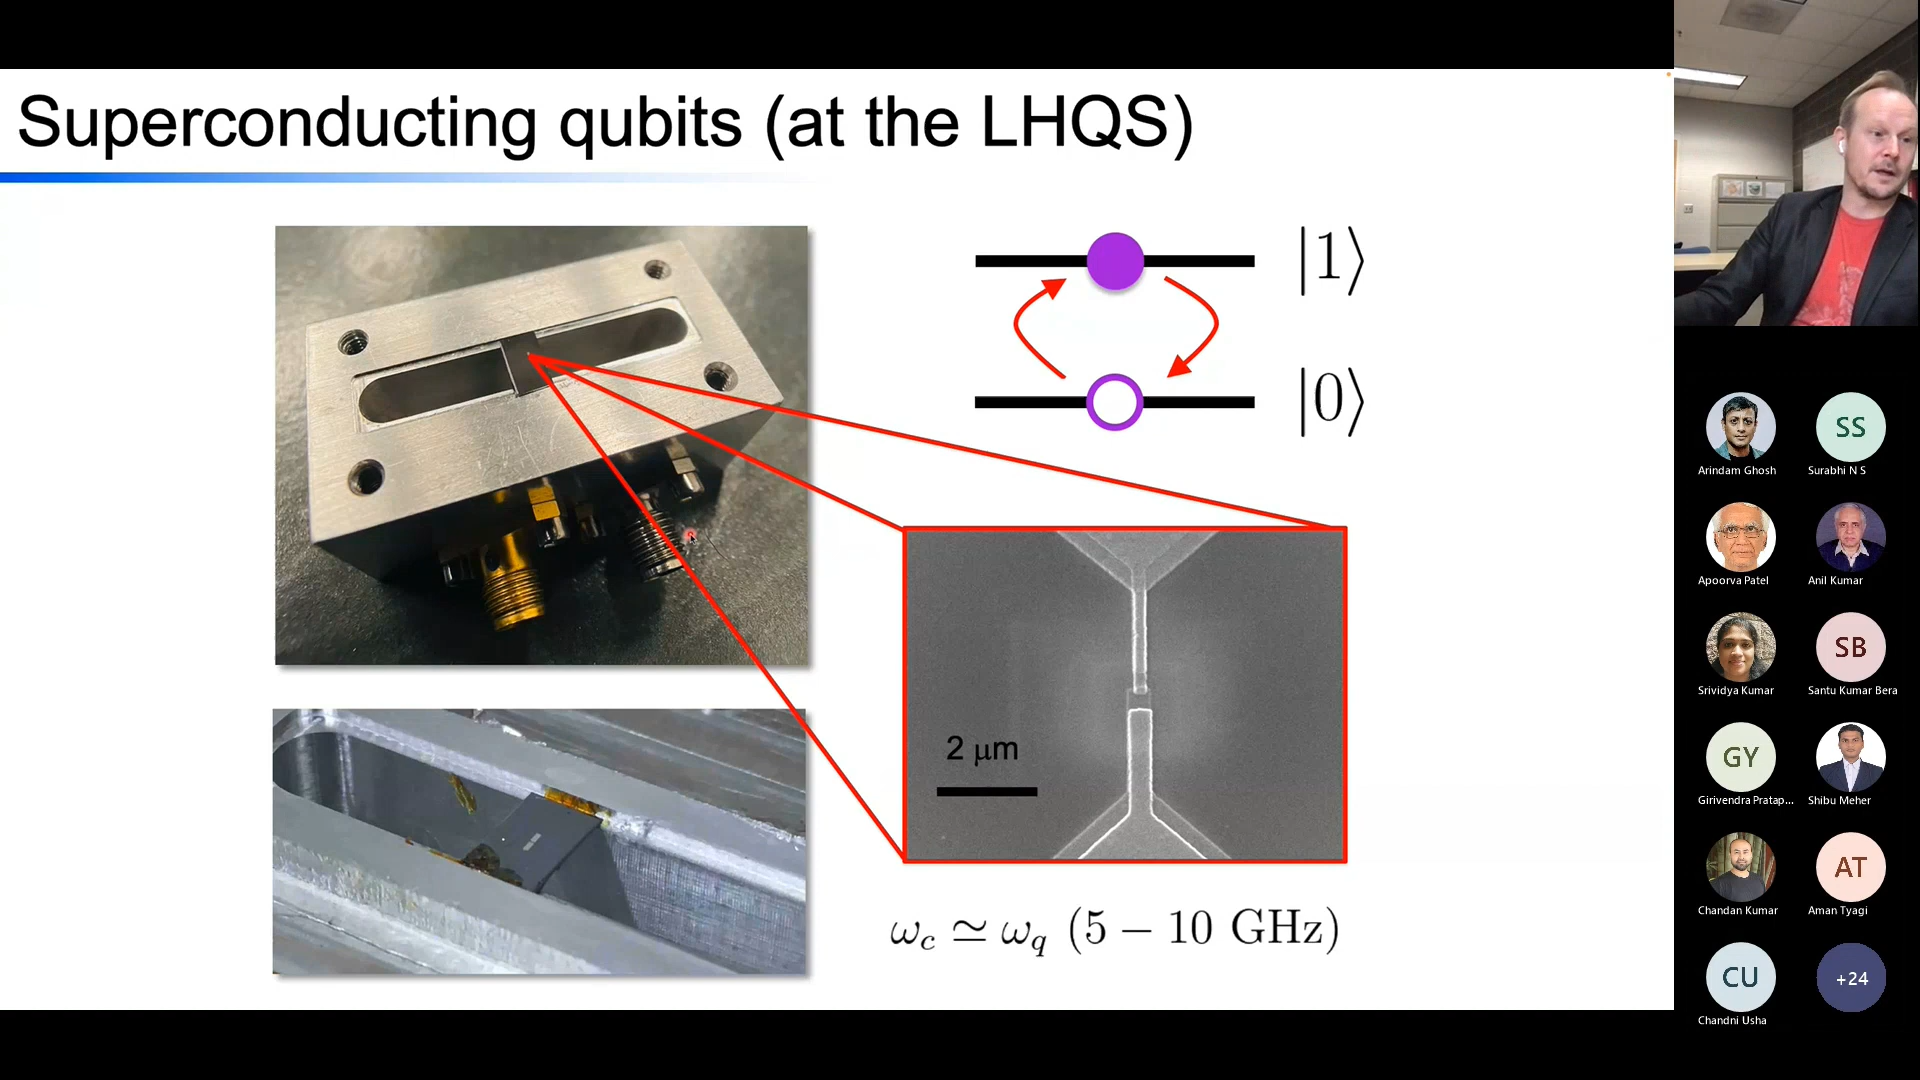 Superconducting qubits (at the LHQS)
|1⟩
|0⟩
2 μm
ω_c ≃ ω_q (5 – 10 GHz)
Arindam Ghosh
SS
Surabhi N S
Apoorva Patel
Anil Kumar
Srividya Kumar
SB
Santu Kumar Bera
GY
Girivendra Pratap...
Shibu Meher
Chandan Kumar
AT
Aman Tyagi
CU
Chandni Usha
+24